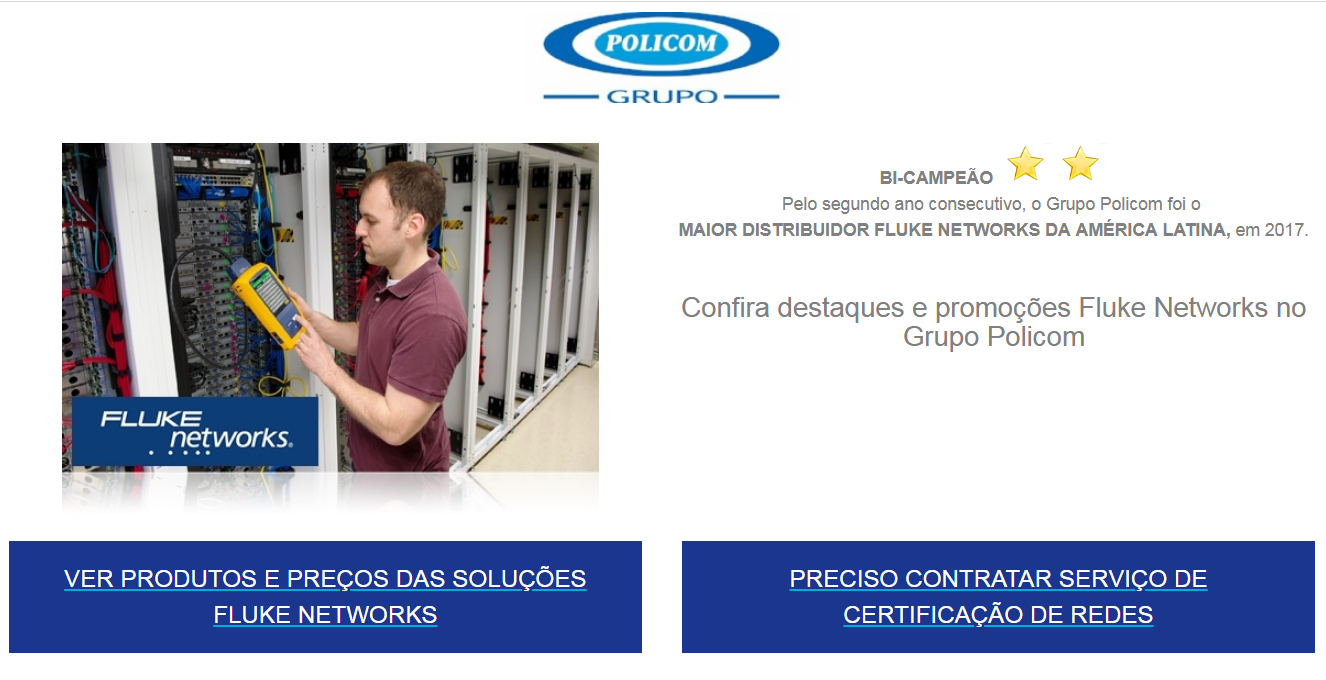 POLICOM
GRUPO
FLUKE
networks®
BI-CAMPEÃO
Pelo segundo ano consecutivo, o Grupo Policom foi o
MAIOR DISTRIBUIDOR FLUKE NETWORKS DA AMÉRICA LATINA, em 2017.
Confira destaques e promoções Fluke Networks no
Grupo Policom
VER PRODUTOS E PREÇOS DAS SOLUÇÕES
FLUKE NETWORKS
PRECISO CONTRATAR SERVIÇO DE
CERTIFICAÇÃO DE REDES